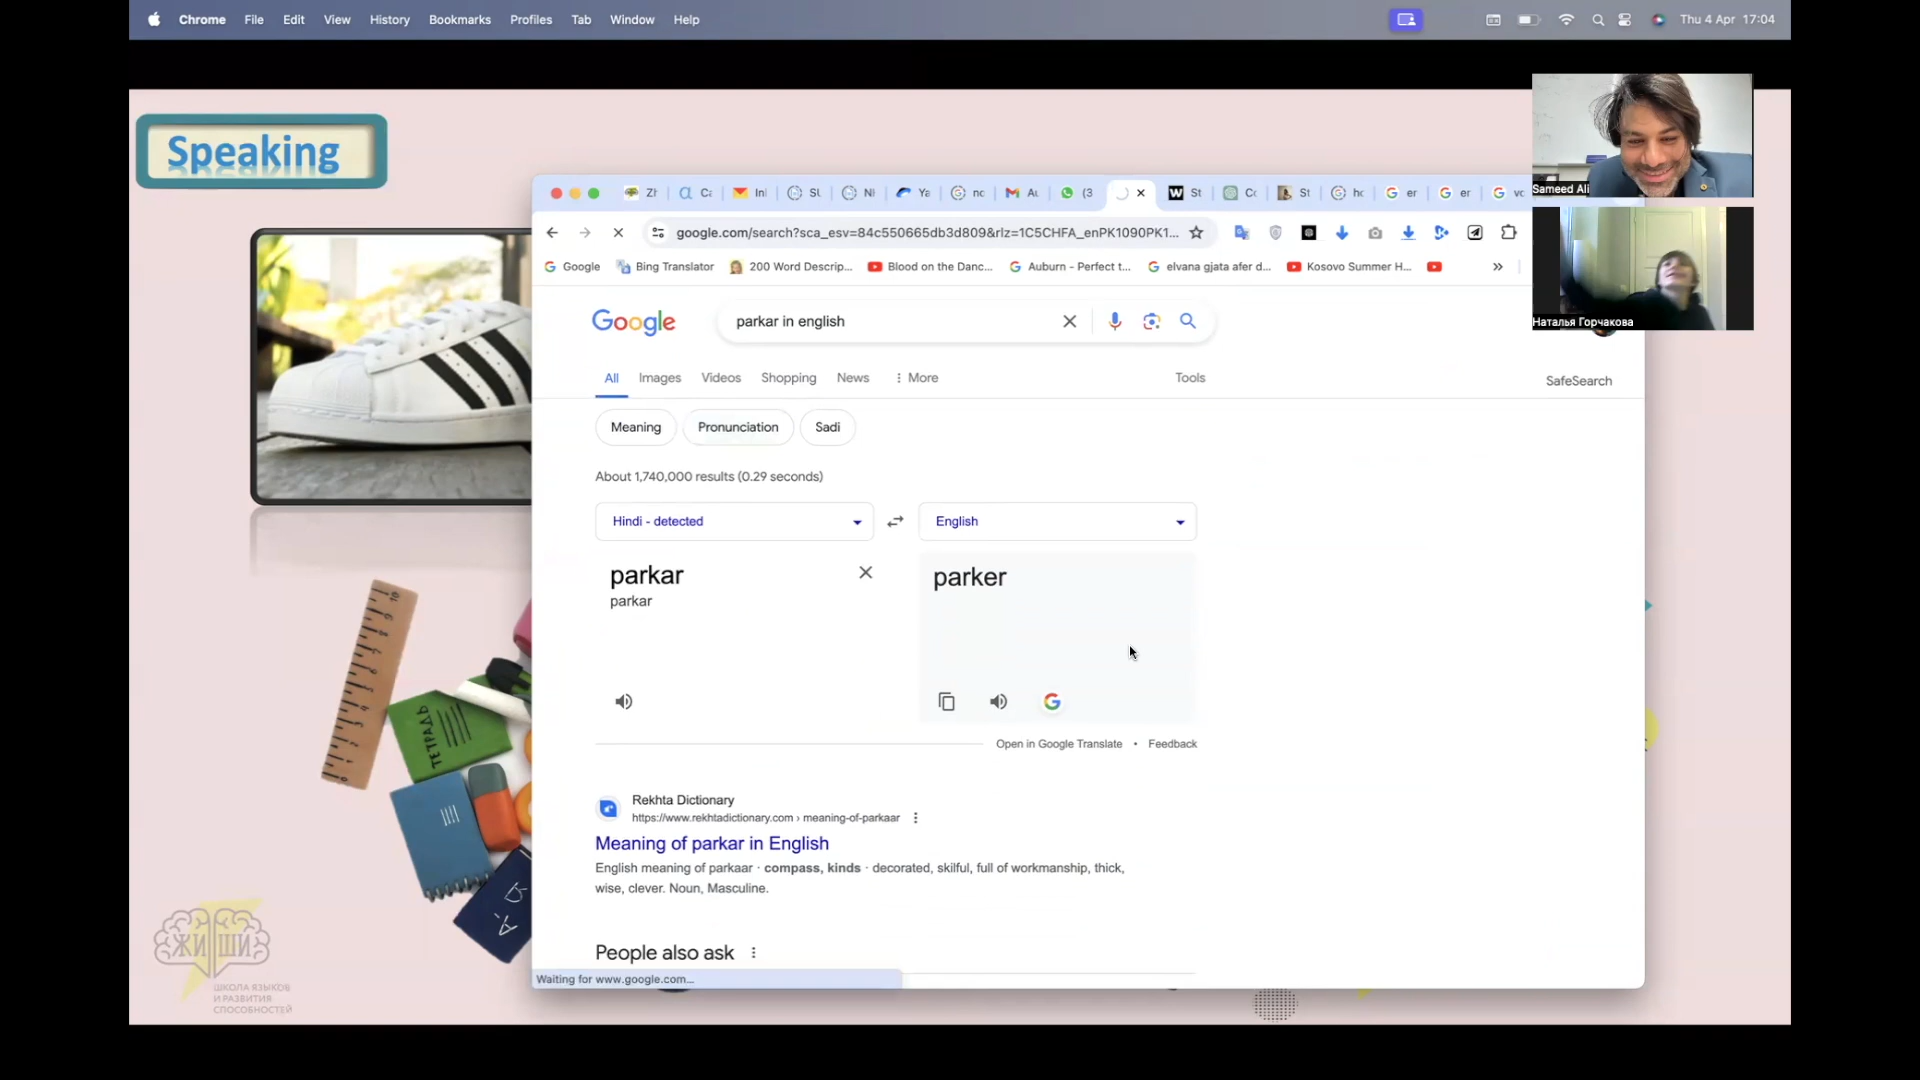 Chrome File Edit View History Bookmarks Profiles Tab Window Help Thu 4 Apr 17:04
Speaking
Sameed Ali
Наталья Горчакова
google.com/search?sca_esv=84c550665db3d809&rlz=1C5CHFA_enPK1090PK1...
Google Bing Translator 200 Word Descrip... Blood on the Danc... Auburn - Perfect t... elvana gjata afer d... Kosovo Summer H... »
Google parkar in english
All Images Videos Shopping News More Tools SafeSearch
Meaning Pronunciation Sadi
About 1,740,000 results (0.29 seconds)
Hindi - detected English
parkar parker
parkar
Open in Google Translate • Feedback
Rekhta Dictionary
https://www.rekhtadictionary.com › meaning-of-parkaar
Meaning of parkar in English
English meaning of parkaar · compass, kinds · decorated, skilful, full of workmanship, thick,
wise, clever. Noun, Masculine.
People also ask
Waiting for www.google.com...
ТЕТРАДЬ
ЖИ ШИ
ШКОЛА ЯЗЫКОВ
И РАЗВИТИЯ
СПОСОБНОСТЕЙ